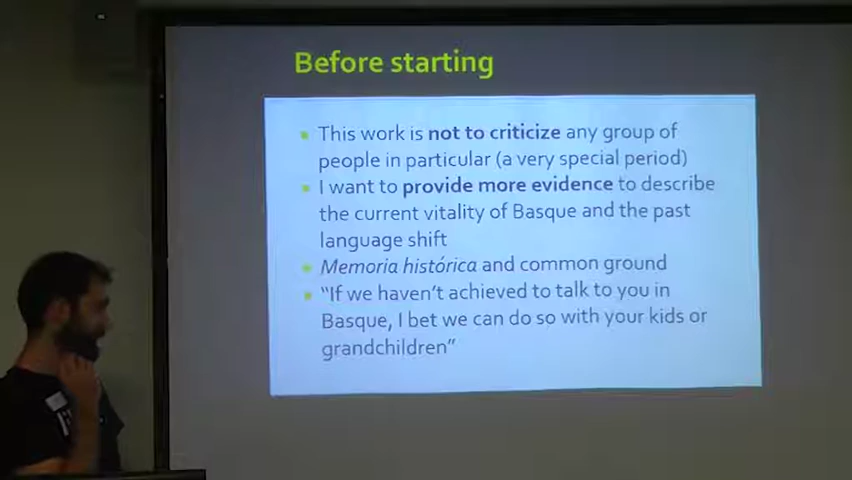 Before starting
This work is not to criticize any group of
people in particular (a very special period)
I want to provide more evidence to describe
the current vitality of Basque and the past
language shift
Memoria histórica and common ground
“If we haven’t achieved to talk to you in
Basque, I bet we can do so with your kids or
grandchildren”